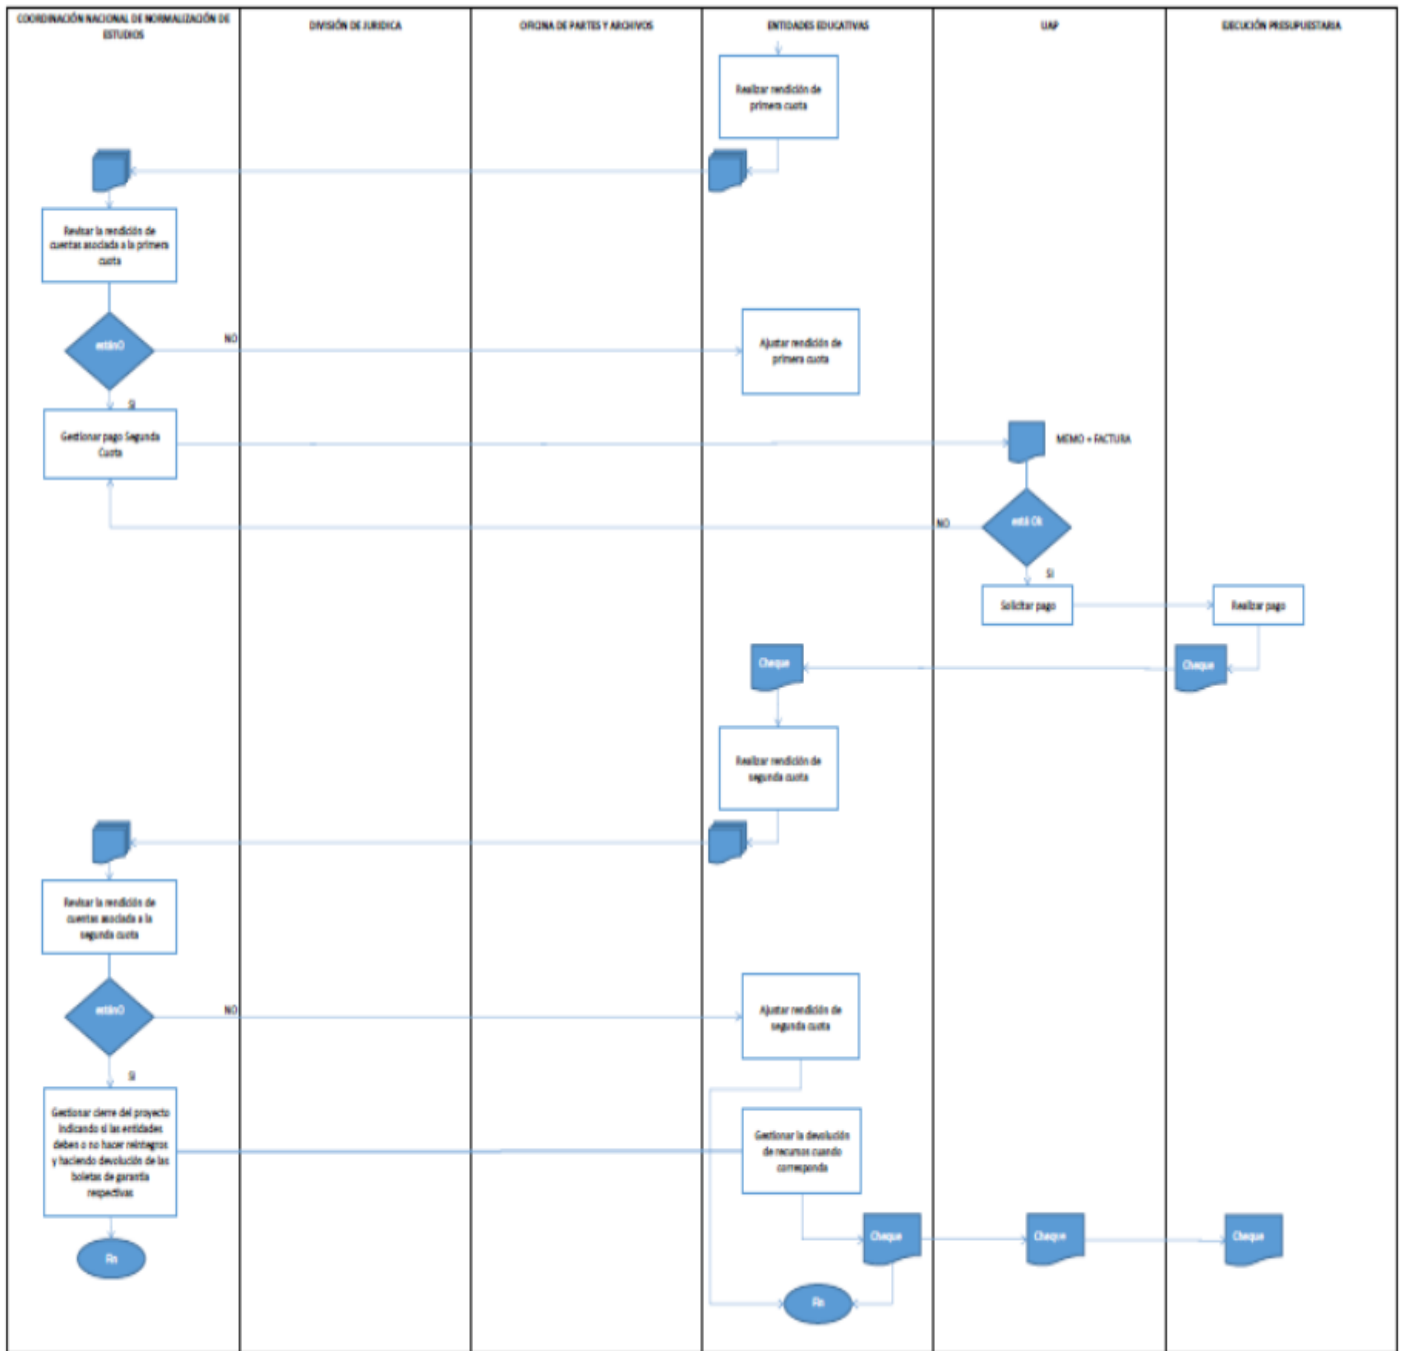 COORDINACIÓN NACIONAL DE NORMALIZACIÓN DE
ESTUDIOS
DIVISIÓN DE JURIDICA
OFICINA DE PARTES Y ARCHIVOS
ENTIDADES EDUCATIVAS
UAP
EJECUCIÓN PRESUPUESTARIA
Realizar rendición de
primera cuota
Revisar la rendición de
cuentas asociada a la primera
cuota
estánO
NO
Ajustar rendición de
primera cuota
SI
Gestionar pago Segunda
Cuota
MEMO + FACTURA
está Ok
NO
SI
Solicitar pago
Realizar pago
Cheque
Cheque
Realizar rendición de
segunda cuota
Revisar la rendición de
cuentas asociada a la
segunda cuota
estánO
NO
Ajustar rendición de
segunda cuota
SI
Gestionar cierre del proyecto
indicando si las entidades
deben o no hacer reintegros
y haciendo devolución de las
boletas de garantía
respectivas
Gestionar la devolución
de recursos cuando
corresponda
Cheque
Cheque
Cheque
Fin
Fin